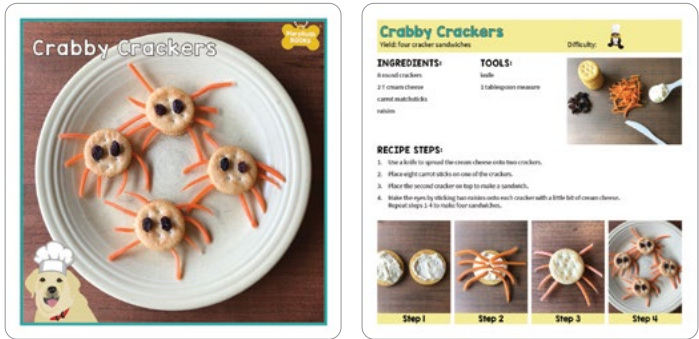 Crabby Crackers
Meridian
Books
Crabby Crackers
Yield: four cracker sandwiches
Difficulty:
INGREDIENTS:
8 round crackers
2 T cream cheese
carrot matchsticks
raisins
TOOLS:
knife
1 tablespoon measure
RECIPE STEPS:
1. Use a knife to spread the cream cheese onto two crackers.
2. Place eight carrot sticks on one of the crackers.
3. Place the second cracker on top to make a sandwich.
4. Make the eyes by sticking two raisins onto each cracker with a little bit of cream cheese.
Repeat steps 1-4 to make four sandwiches.
Step 1
Step 2
Step 3
Step 4